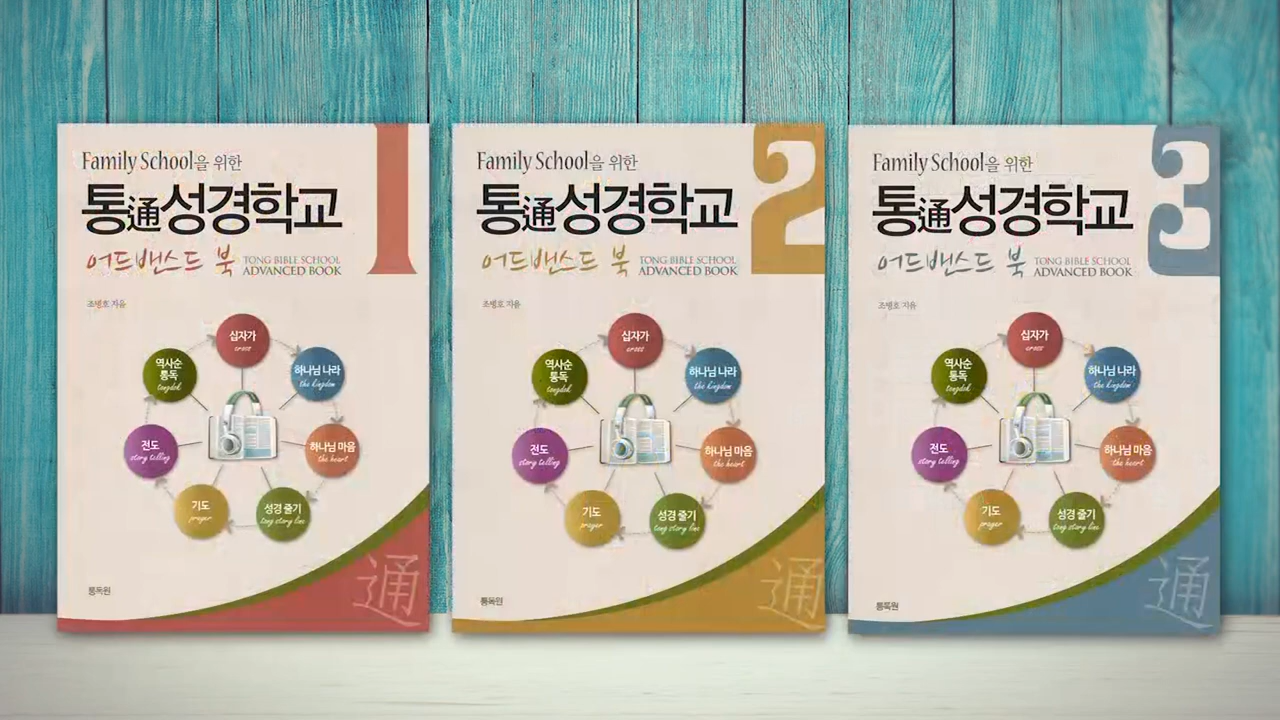 Family School을 위한
1
통通성경학교
어드밴스드 북
TONG BIBLE SCHOOL
ADVANCED BOOK
조병호 지음
십자가
cross
하나님 나라
the kingdom
하나님 마음
the heart
성경 줄기
tong story line
기도
prayer
전도
story telling
역사순
통독
tongdok
통독원
通
Family School을 위한
2
통通성경학교
어드밴스드 북
TONG BIBLE SCHOOL
ADVANCED BOOK
조병호 지음
십자가
cross
하나님 나라
the kingdom
하나님 마음
the heart
성경 줄기
tong story line
기도
prayer
전도
story telling
역사순
통독
tongdok
통독원
通
Family School을 위한
3
통通성경학교
어드밴스드 북
TONG BIBLE SCHOOL
ADVANCED BOOK
조병호 지음
십자가
cross
하나님 나라
the kingdom
하나님 마음
the heart
성경 줄기
tong story line
기도
prayer
전도
story telling
역사순
통독
tongdok
통독원
通